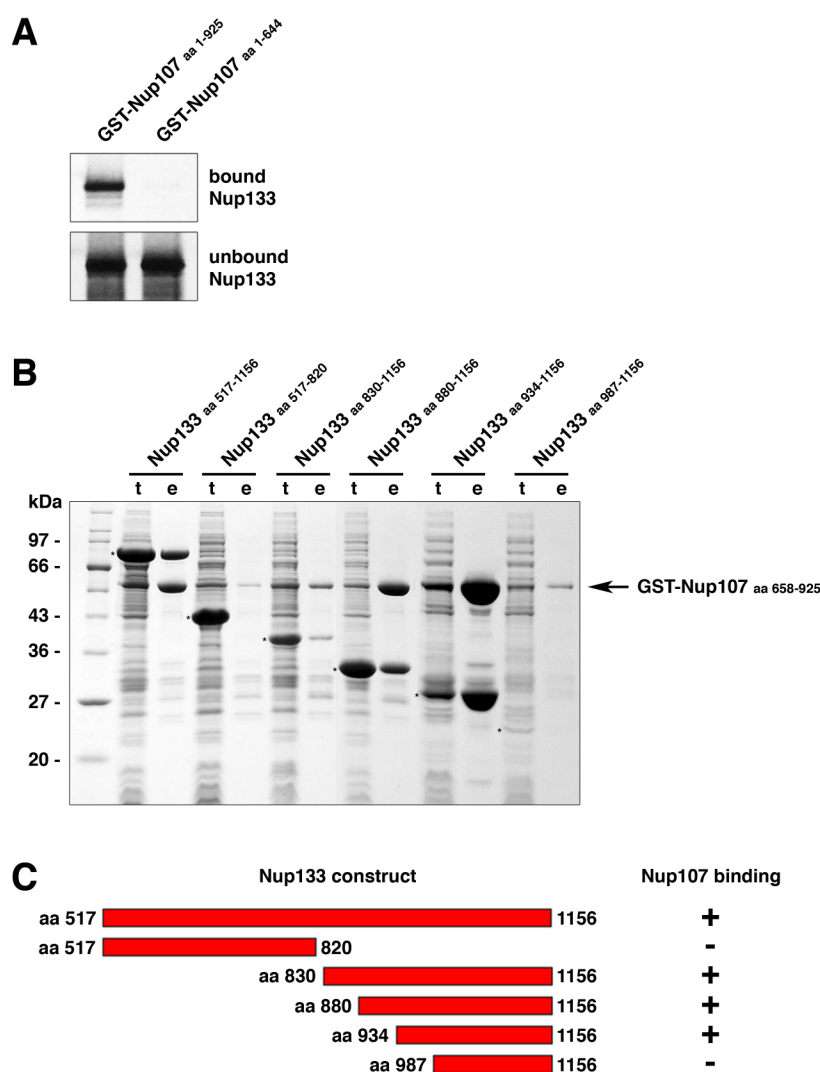 A
GST-Nup107 aa 1-925
GST-Nup107 aa 1-644
bound
Nup133
unbound
Nup133
B
Nup133 aa 517-1156
Nup133 aa 517-820
Nup133 aa 830-1156
Nup133 aa 880-1156
Nup133 aa 934-1156
Nup133 aa 987-1156
t e t e t e t e t e t e
kDa
97 -
66 -
GST-Nup107 aa 658-925
43 -
36 -
27 -
20 -
C
Nup133 construct Nup107 binding
aa 517 1156 +
aa 517 820 -
aa 830 1156 +
aa 880 1156 +
aa 934 1156 +
aa 987 1156 -